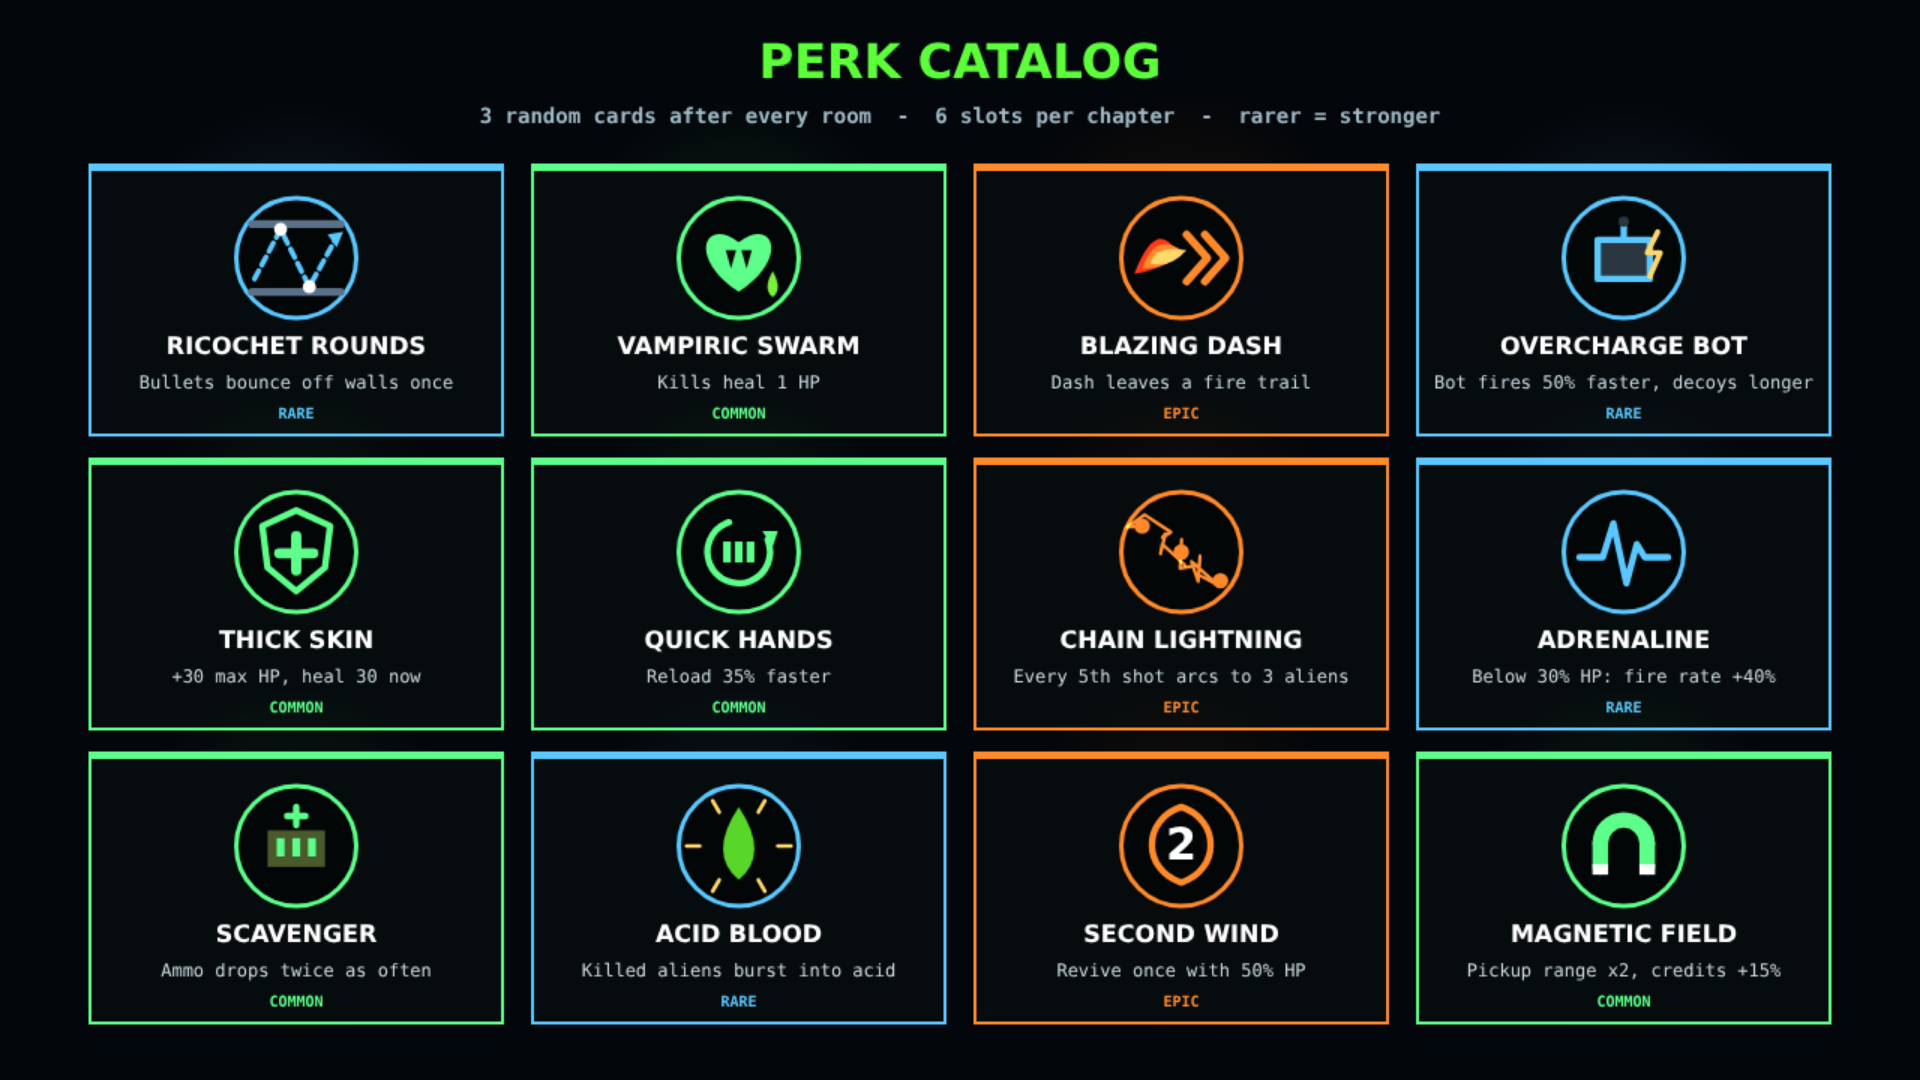 PERK CATALOG
3 random cards after every room - 6 slots per chapter - rarer = stronger
RICOCHET ROUNDS
Bullets bounce off walls once
RARE
VAMPIRIC SWARM
Kills heal 1 HP
COMMON
BLAZING DASH
Dash leaves a fire trail
EPIC
OVERCHARGE BOT
Bot fires 50% faster, decoys longer
RARE
THICK SKIN
+30 max HP, heal 30 now
COMMON
QUICK HANDS
Reload 35% faster
COMMON
CHAIN LIGHTNING
Every 5th shot arcs to 3 aliens
EPIC
ADRENALINE
Below 30% HP: fire rate +40%
RARE
SCAVENGER
Ammo drops twice as often
COMMON
ACID BLOOD
Killed aliens burst into acid
RARE
2
SECOND WIND
Revive once with 50% HP
EPIC
MAGNETIC FIELD
Pickup range x2, credits +15%
COMMON